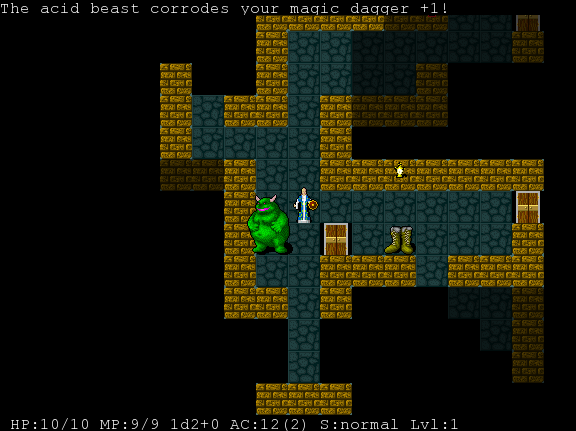 The acid beast corrodes your magic dagger +1!
HP:10/10 MP:9/9 1d2+0 AC:12(2) S:normal Lvl:1